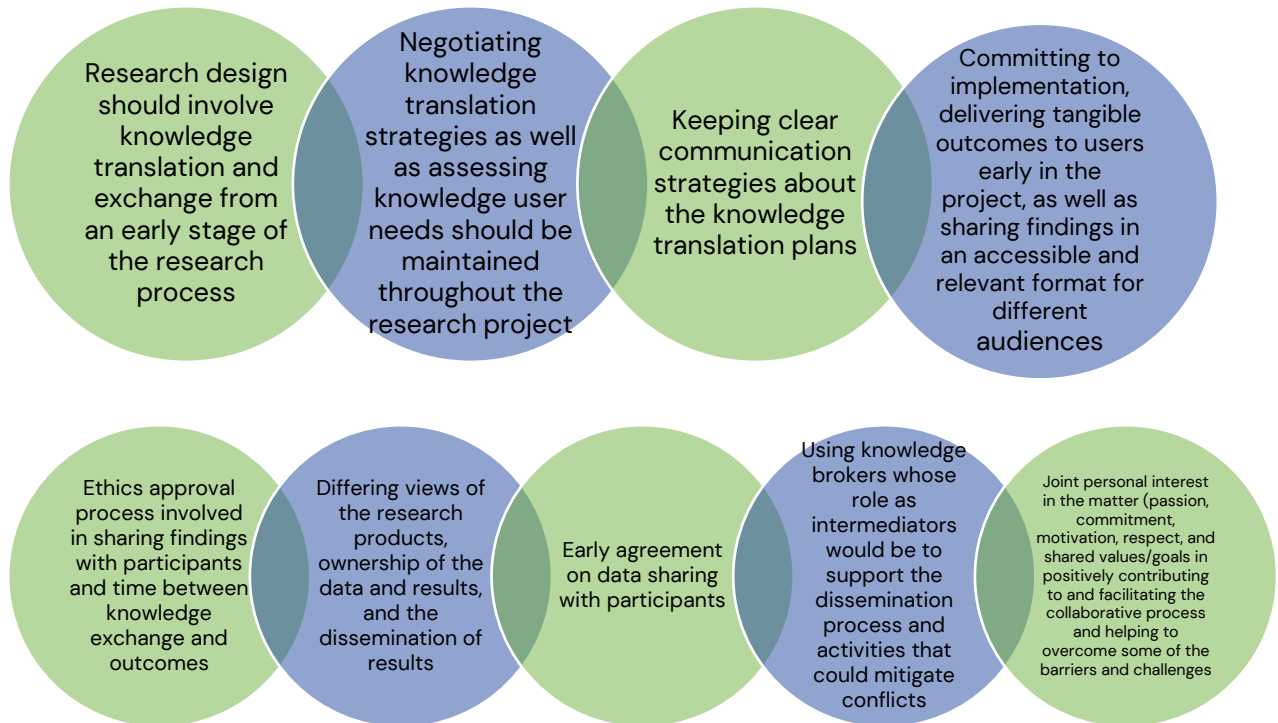 Research design
should involve
knowledge
translation and
exchange from
an early stage of
the research
process
Negotiating
knowledge
translation
strategies as well
as assessing
knowledge user
needs should be
maintained
throughout the
research project
Keeping clear
communication
strategies about
the knowledge
translation plans
Committing to
implementation,
delivering tangible
outcomes to users
early in the
project, as well as
sharing findings in
an accessible and
relevant format for
different
audiences
Ethics approval
process involved
in sharing findings
with participants
and time between
knowledge
exchange and
outcomes
Differing views of
the research
products,
ownership of the
data and results,
and the
dissemination of
results
Early agreement
on data sharing
with participants
Using knowledge
brokers whose
role as
intermediators
would be to
support the
dissemination
process and
activities that
could mitigate
conflicts
Joint personal interest
in the matter (passion,
commitment,
motivation, respect, and
shared values/goals in
positively contributing
to and facilitating the
collaborative process
and helping to
overcome some of the
barriers and challenges